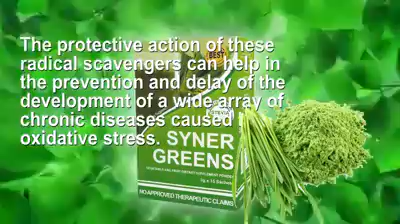 The protective action of these
radical scavengers can help in
the prevention and delay of the
development of a wide array of
chronic diseases caused
oxidative stress.
BEST
SYNER
GREENS
NO APPROVED THERAPEUTIC CLAIMS